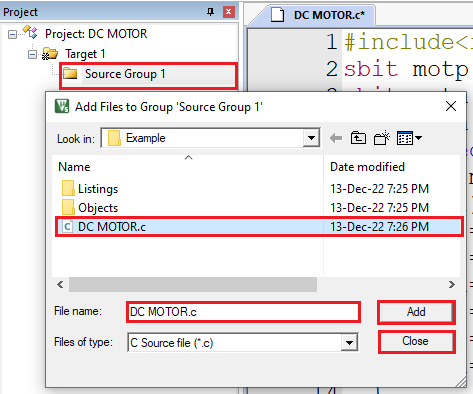 Project
DC MOTOR.c*
Project: DC MOTOR
Target 1
Source Group 1
1 #include<
2 sbit motp
Add Files to Group 'Source Group 1'
Look in: Example
Name Date modified
Listings 13-Dec-22 7:25 PM
Objects 13-Dec-22 7:25 PM
DC MOTOR.c 13-Dec-22 7:26 PM
File name: DC MOTOR.c Add
Files of type: C Source file (*.c) Close